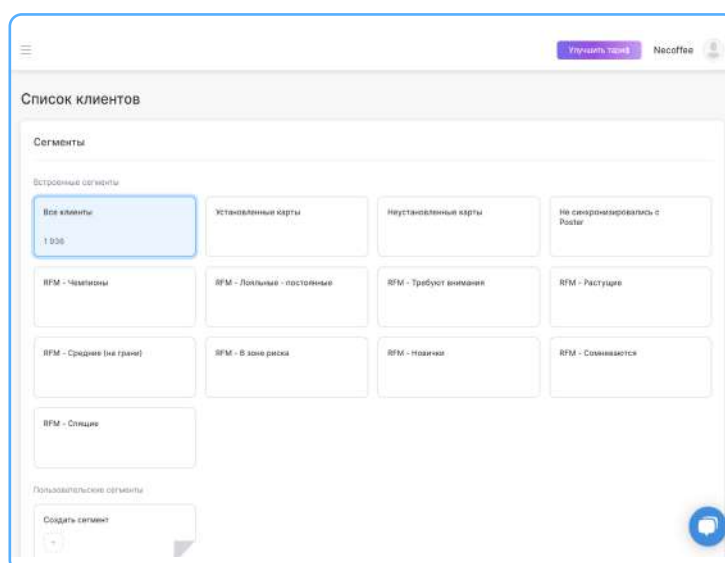 Улучшить тариф
Necoffee
Список клиентов
Сегменты
Встроенные сегменты
Все клиенты
1 936
Установленные карты
Неустановленные карты
Не синхронизировались с
Poster
RFM - Чемпионы
RFM - Лояльные - постоянные
RFM - Требуют внимания
RFM - Растущие
RFM - Средние (на грани)
RFM - В зоне риска
RFM - Новички
RFM - Сомневаются
RFM - Спящие
Пользовательские сегменты
Создать сегмент
+